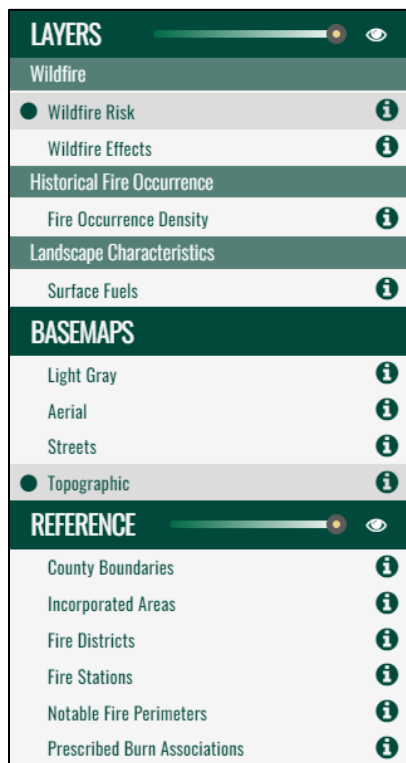 LAYERS
Wildfire
Wildfire Risk
Wildfire Effects
Historical Fire Occurrence
Fire Occurrence Density
Landscape Characteristics
Surface Fuels
BASEMAPS
Light Gray
Aerial
Streets
Topographic
REFERENCE
County Boundaries
Incorporated Areas
Fire Districts
Fire Stations
Notable Fire Perimeters
Prescribed Burn Associations